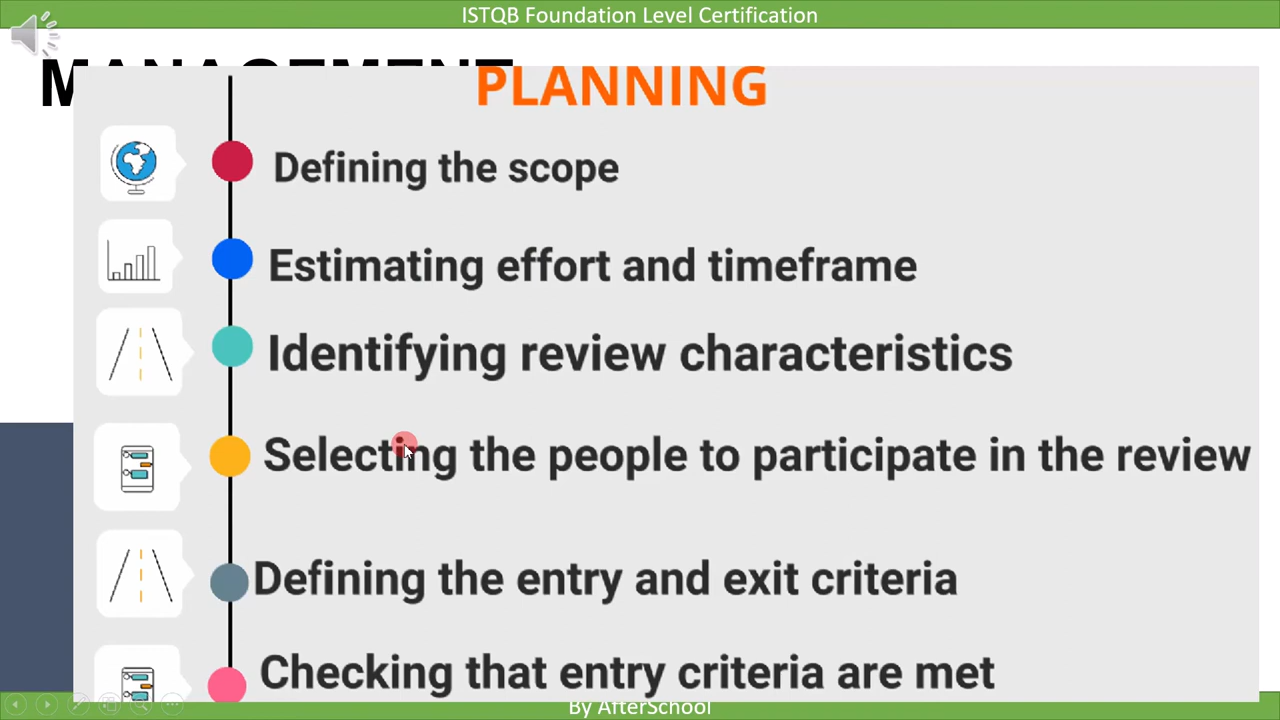 ISTQB Foundation Level Certification
MANAGEMENT
PLANNING
Defining the scope
Estimating effort and timeframe
Identifying review characteristics
Selecting the people to participate in the review
Defining the entry and exit criteria
Checking that entry criteria are met
By AfterSchool